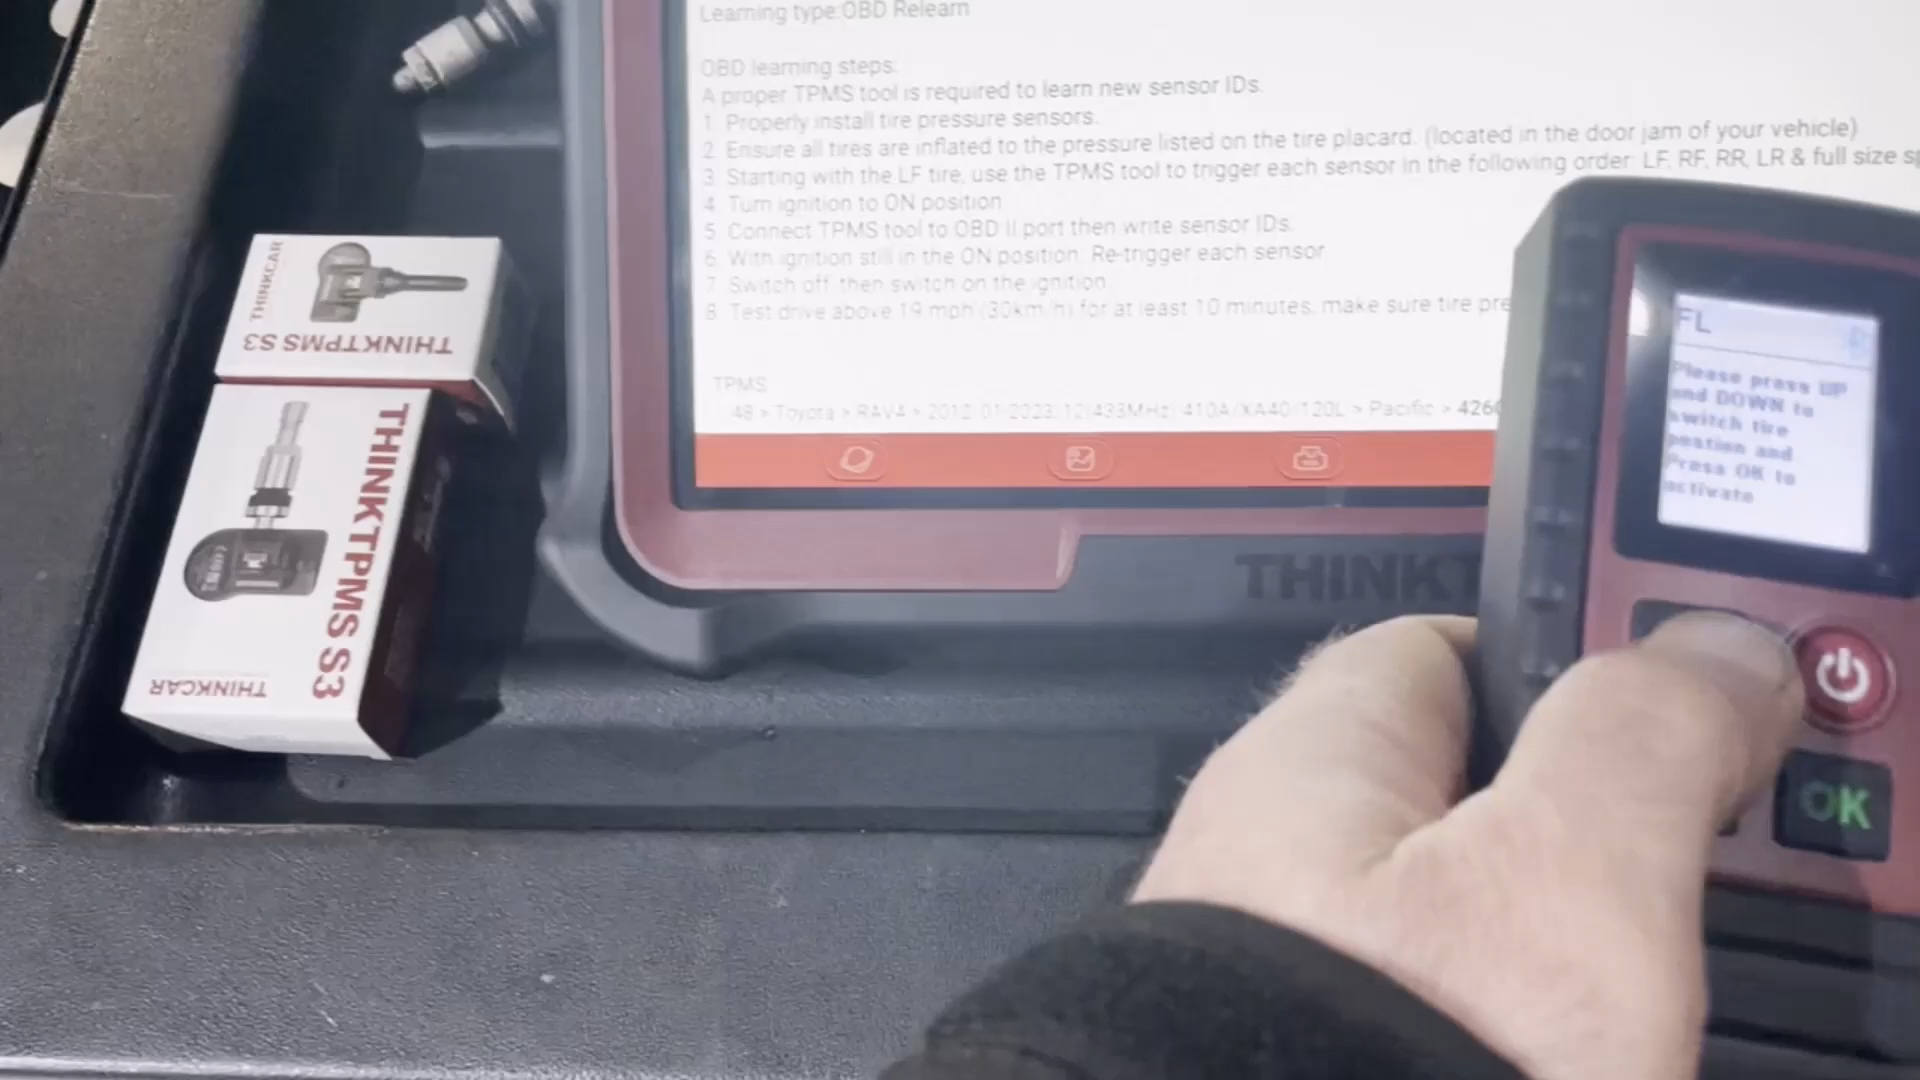 Learning type:OBD Relearn
OBD learning steps:
A proper TPMS tool is required to learn new sensor IDs.
1. Properly install tire pressure sensors.
2. Ensure all tires are inflated to the pressure listed on the tire placard. (located in the door jam of your vehicle)
3. Starting with the LF tire, use the TPMS tool to trigger each sensor in the following order: LF, RF, RR, LR & full size
4. Turn ignition to ON position
5. Connect TPMS tool to OBD II port then write sensor IDs.
6. With ignition still in the ON position: Re-trigger each sensor
7. Switch off, then switch on the ignition
8. Test drive above 19 mph (30km/h) for at least 10 minutes, make sure tire
TPMS
48 > Toyota > RAV4 > 2012/01-2023/12(433MHz) > Pacific >
THINKCAR
THINKTPMS S3
THINKTPMS S3
THINKCAR
FL
Please press UP
and DOWN to
switch tire
postion and
Press OK to
activate
OK